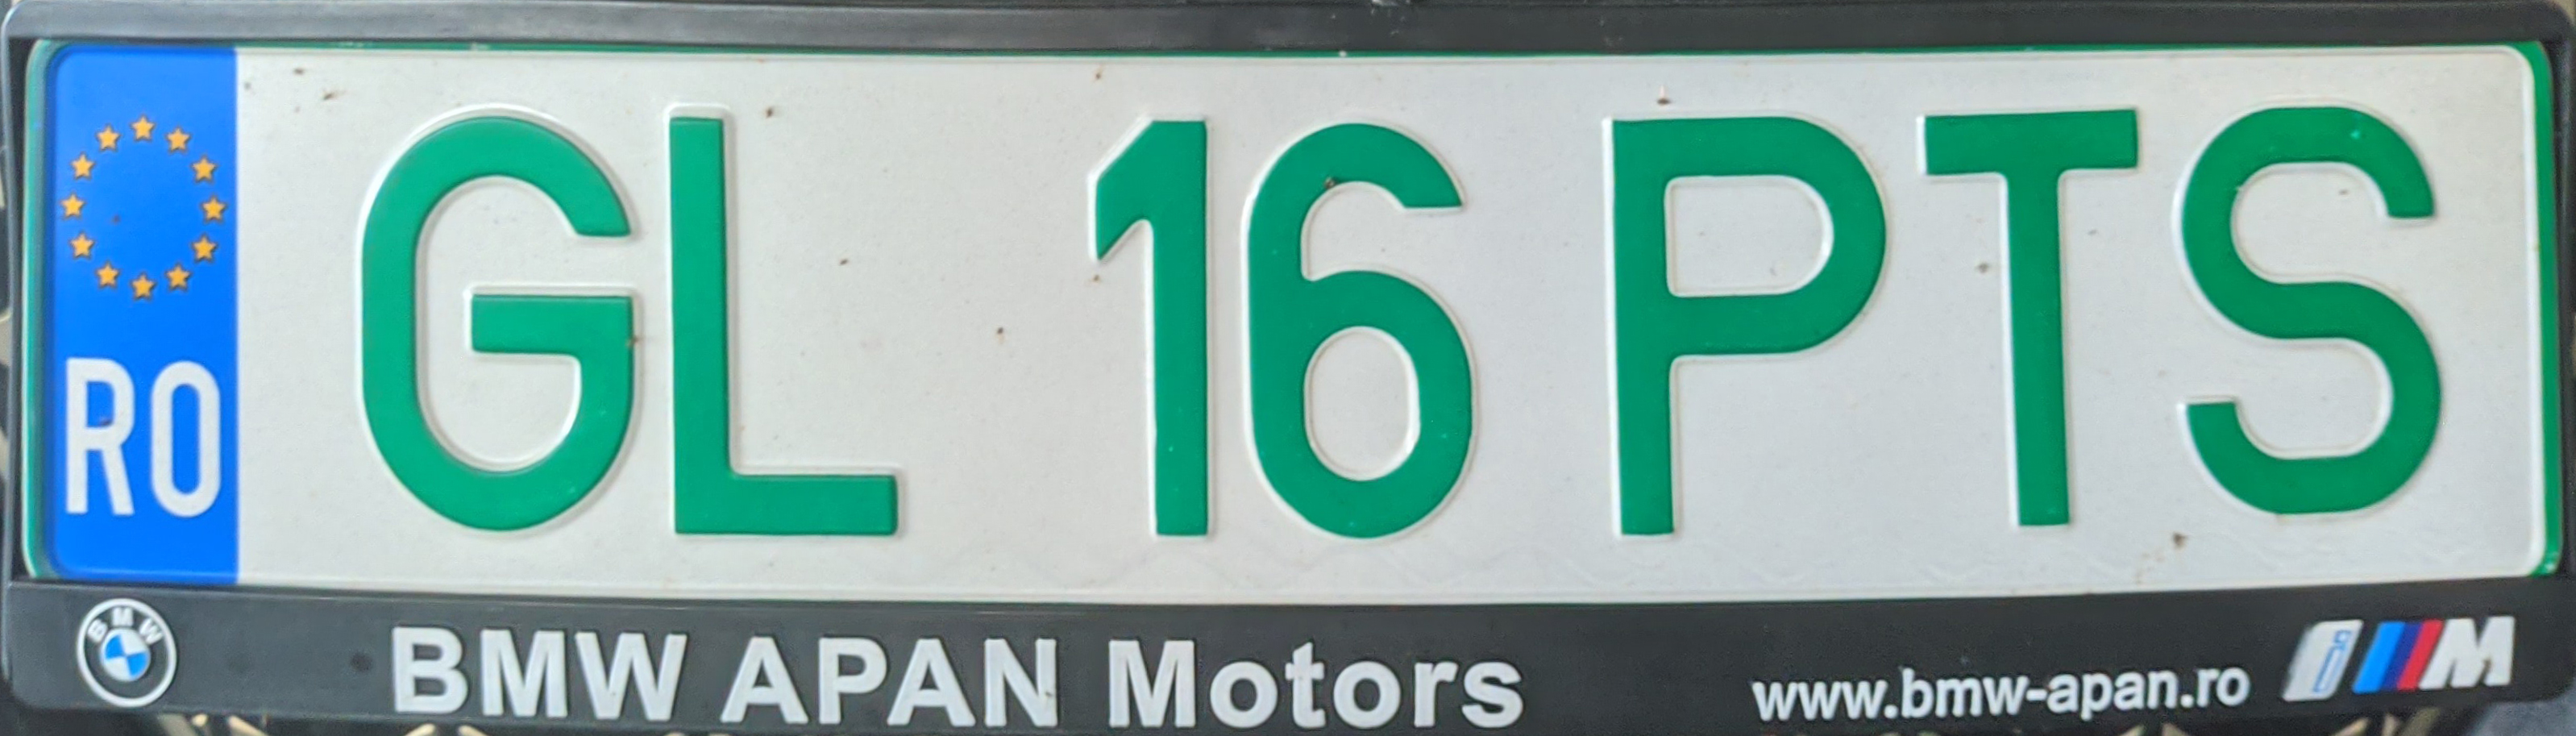 RO
GL 16 PTS
BMW
BMW APAN Motors
www.bmw-apan.ro
i M